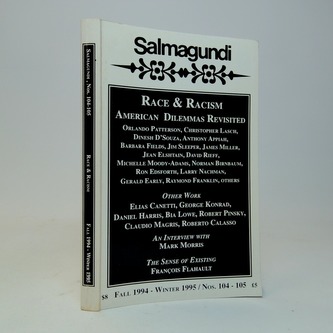 Salmagundi
RACE & RACISM
AMERICAN DILEMMAS REVISITED
ORLANDO PATTERSON, CHRISTOPHER LASCH,
DINESH D'SOUZA, ANTHONY APPIAH,
BARBARA FIELDS, JIM SLEEPER, JAMES MILLER,
JEAN ELSHTAIN, DAVID RIEFF,
MICHELLE MOODY-ADAMS, NORMAN BIRNBAUM,
RON EDSFORTH, LARRY NACHMAN,
GERALD EARLY, RAYMOND FRANKLIN, OTHERS
OTHER WORK
ELIAS CANETTI, GEORGE KONRAD,
DANIEL HARRIS, BIA LOWE, ROBERT PINSKY,
CLAUDIO MAGRIS, ROBERTO CALASSO
AN INTERVIEW WITH
MARK MORRIS
THE SENSE OF EXISTING
FRANÇOIS FLAHAULT
$8 FALL 1994 - WINTER 1995 / NOS. 104 - 105 £5
SALMAGUNDI, NOS. 104-105
RACE & RACISM
FALL 1994 - WINTER 1995